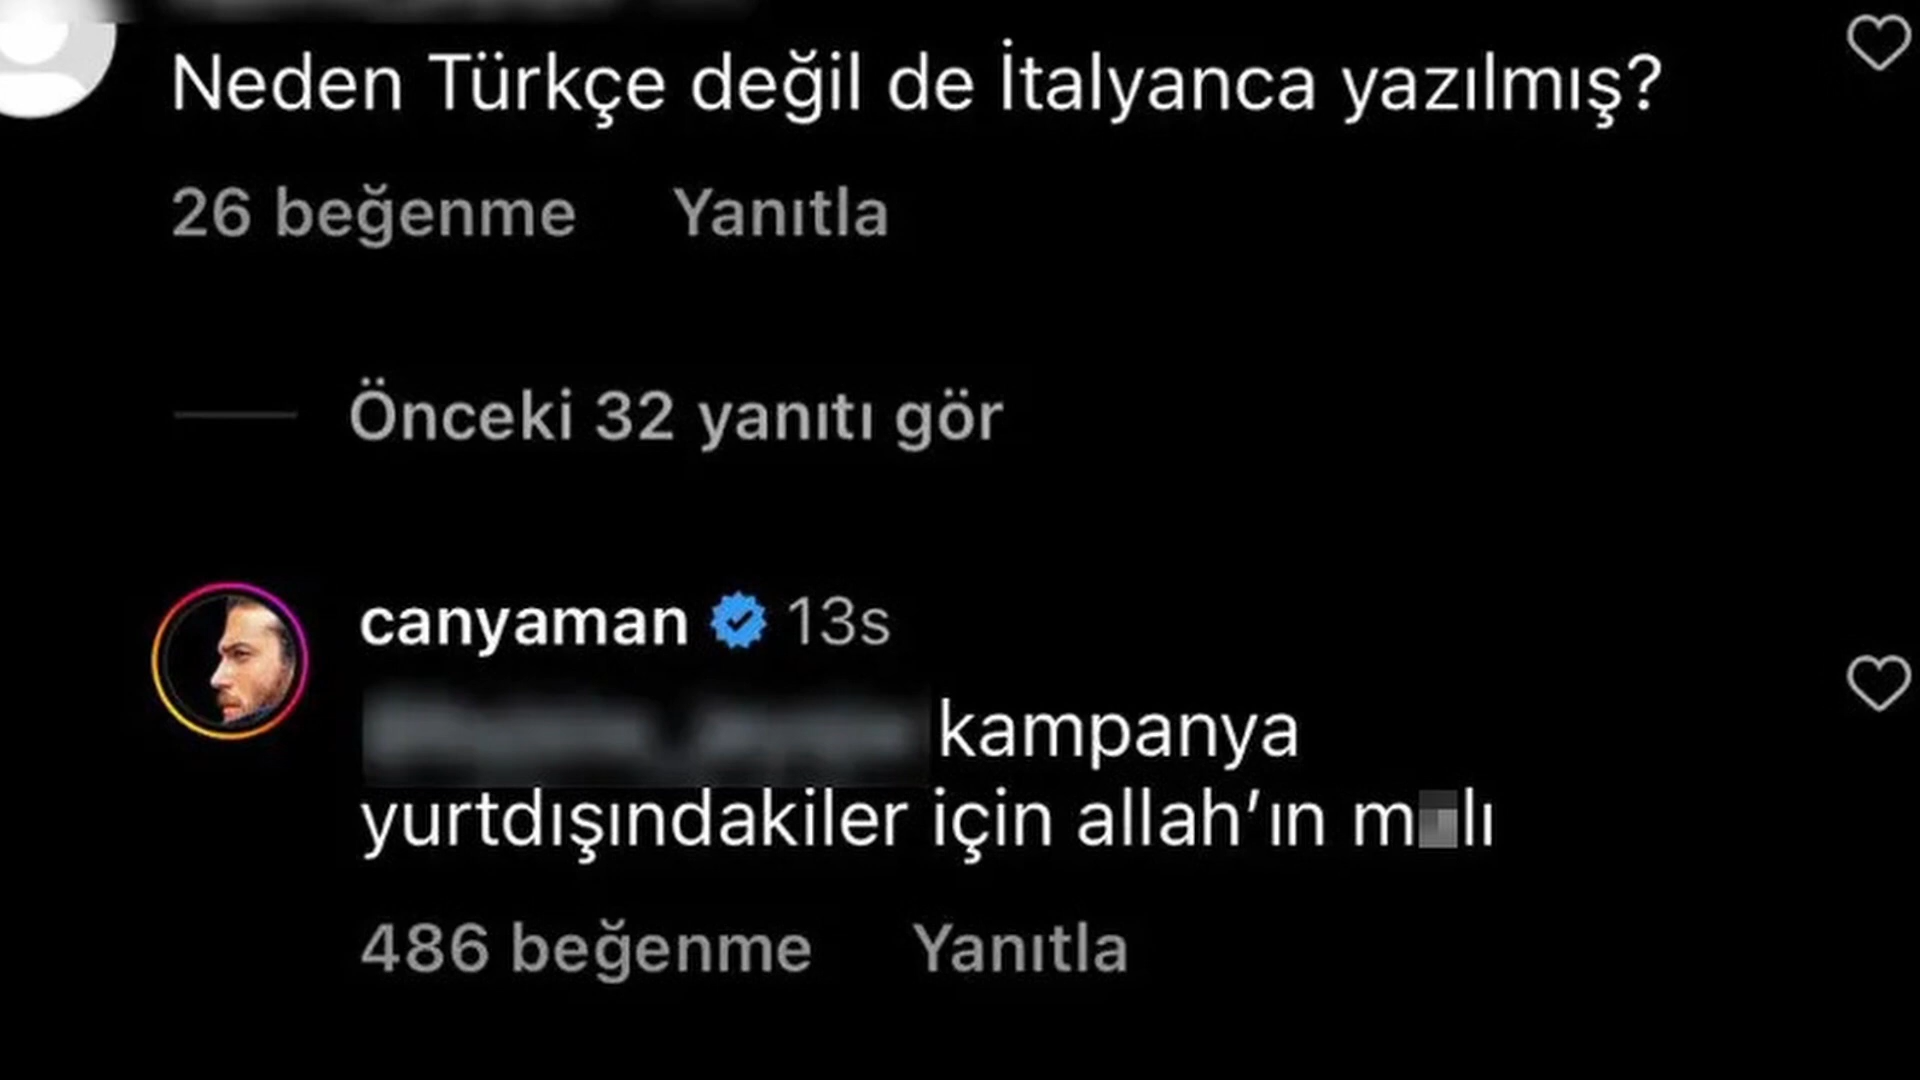 Neden Türkçe değil de İtalyanca yazılmış?
26 beğenme Yanıtla
Önceki 32 yanıtı gör
canyaman 13s
kampanya
yurtdışındakiler için allah’ın
486 beğenme Yanıtla